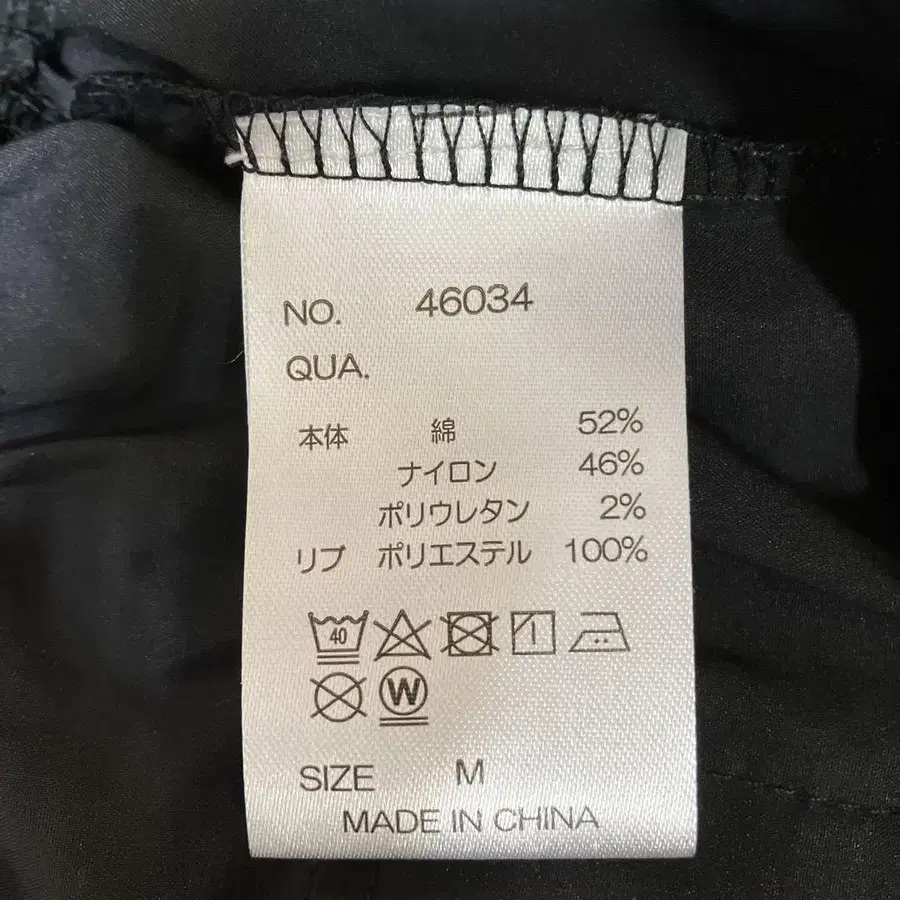 NO. 46034
QUA.
本体 綿 52%
ナイロン 46%
ポリウレタン 2%
リブ ポリエステル 100%
40
W
SIZE M
MADE IN CHINA